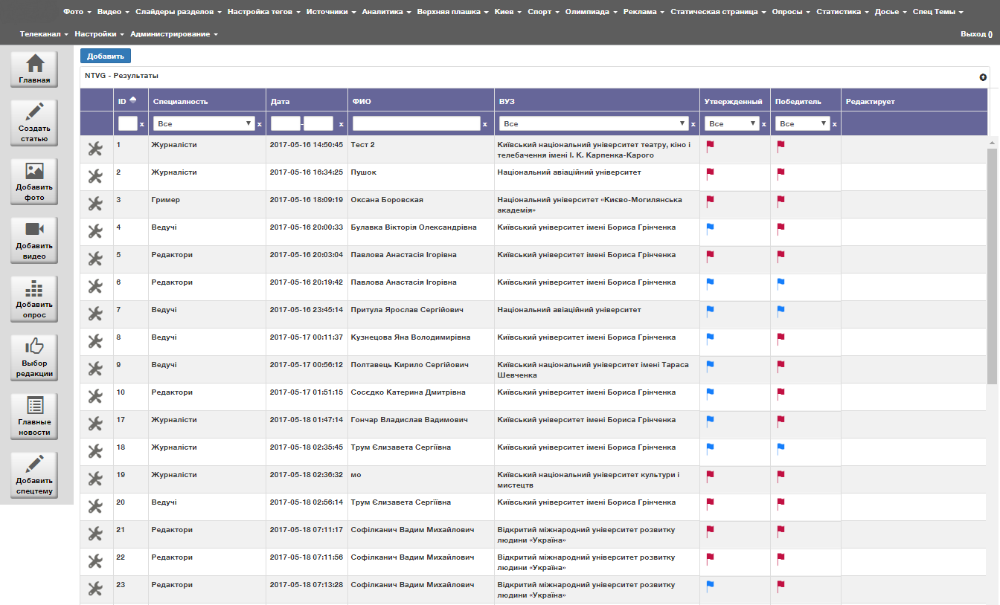 Фото Видео Слайдеры разделов Настройка тегов Источники Аналитика Верхняя плашка Киев Спорт Олимпиада Реклама Статическая страница Опросы Статистика Досье Спец Темы
Телеканал Настройки Администрирование Выход ()
Главная
Создать
статью
Добавить
фото
Добавить
видео
Добавить
опрос
Выбор
редакции
Главные
новости
Добавить
спецтему
Добавить
NTVG - Результаты
ID Специалность Дата ФИО ВУЗ Утвержденный Победитель Редактирует
x Все x - x x Все x Все x Все x
1 Журналісти 2017-05-16 14:50:45 Тест 2 Київський національний університет театру, кіно і
телебачення імені І. К. Карпенка-Карого
2 Журналісти 2017-05-16 16:34:25 Пушок Національний авіаційний університет
3 Гример 2017-05-16 18:09:19 Оксана Боровская Національний університет «Києво-Могилянська
академія»
4 Ведучі 2017-05-16 20:00:33 Булавка Вікторія Олександрівна Київський університет імені Бориса Грінченка
5 Редактори 2017-05-16 20:03:04 Павлова Анастасія Ігорівна Київський університет імені Бориса Грінченка
6 Редактори 2017-05-16 20:19:42 Павлова Анастасія Ігорівна Київський університет імені Бориса Грінченка
7 Ведучі 2017-05-16 23:45:14 Притула Ярослав Сергійович Національний авіаційний університет
8 Ведучі 2017-05-17 00:11:37 Кузнецова Яна Володимирівна Київський університет імені Бориса Грінченка
9 Ведучі 2017-05-17 00:56:12 Полтавець Кирило Сергійович Київський національний університет імені Тараса
Шевченка
10 Редактори 2017-05-17 01:51:15 Сосєдко Катерина Дмитрівна Київський університет імені Бориса Грінченка
17 Журналісти 2017-05-18 01:47:14 Гончар Владислав Вадимович Київський університет імені Бориса Грінченка
18 Журналісти 2017-05-18 02:35:45 Трум Єлизавета Сергіївна Київський університет імені Бориса Грінченка
19 Журналісти 2017-05-18 02:36:32 мо Київський національний університет культури і
мистецтв
20 Ведучі 2017-05-18 02:56:14 Трум Єлизавета Сергіївна Київський університет імені Бориса Грінченка
21 Редактори 2017-05-18 07:11:17 Софілканич Вадим Михайлович Відкритий міжнародний університет розвитку
людини «Україна»
22 Редактори 2017-05-18 07:11:56 Софілканич Вадим Михайлович Відкритий міжнародний університет розвитку
людини «Україна»
23 Редактори 2017-05-18 07:13:28 Софілканич Вадим Михайлович Відкритий міжнародний університет розвитку
людини «Україна»